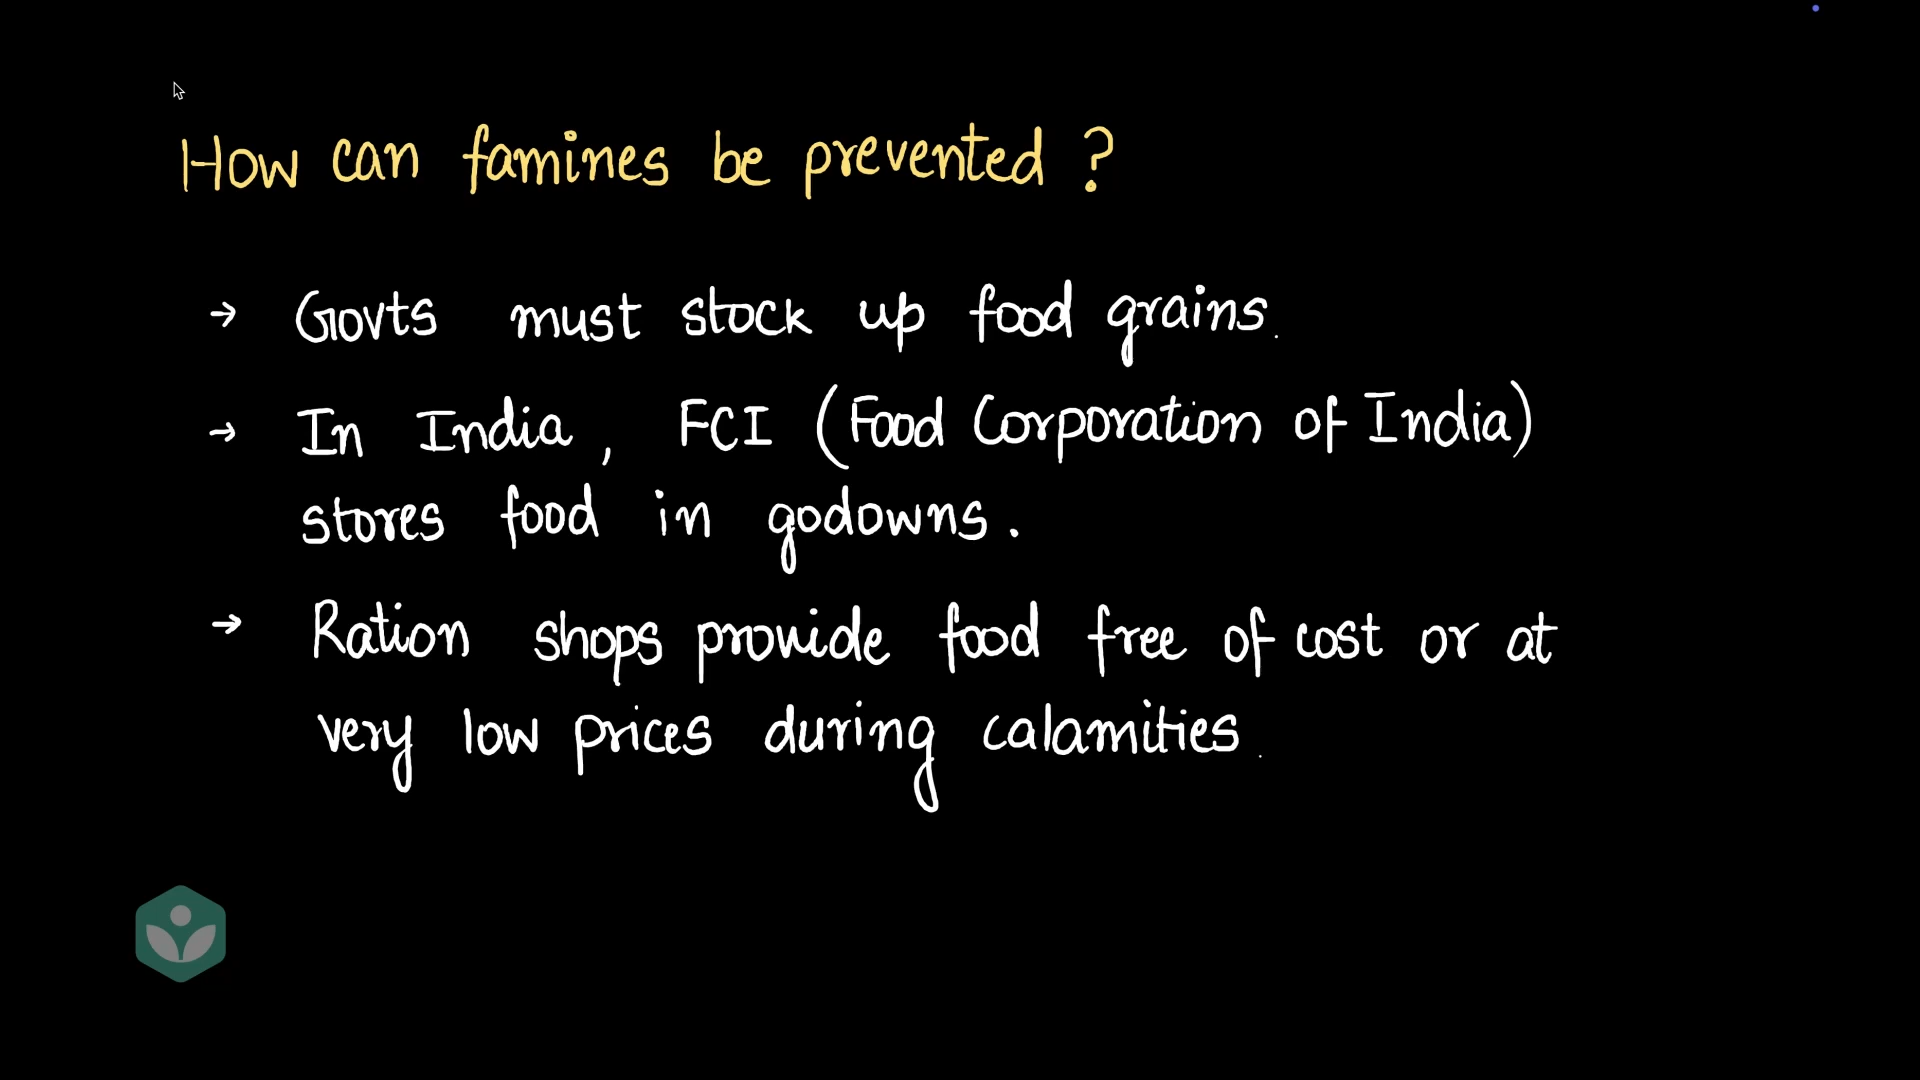 How can famines be prevented ?
→ Govts must stock up food grains.
→ In India, FCI (Food Corporation of India)
stores food in godowns.
→ Ration shops provide food free of cost or at
very low prices during calamities.